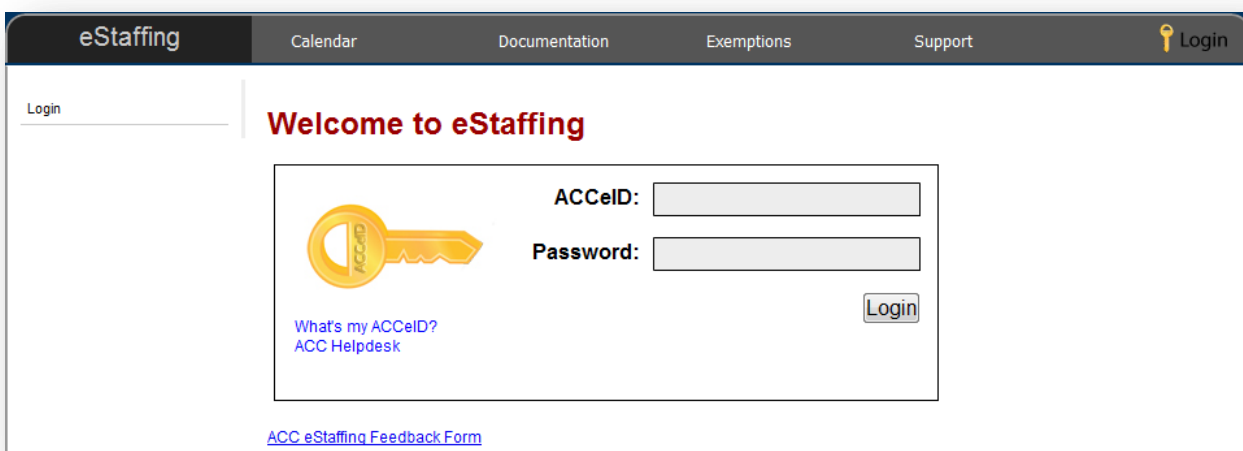 eStaffing Calendar Documentation Exemptions Support Login
Login
Welcome to eStaffing
ACCeID:
ACCeID
Password:
Login
What's my ACCeID?
ACC Helpdesk
ACC eStaffing Feedback Form